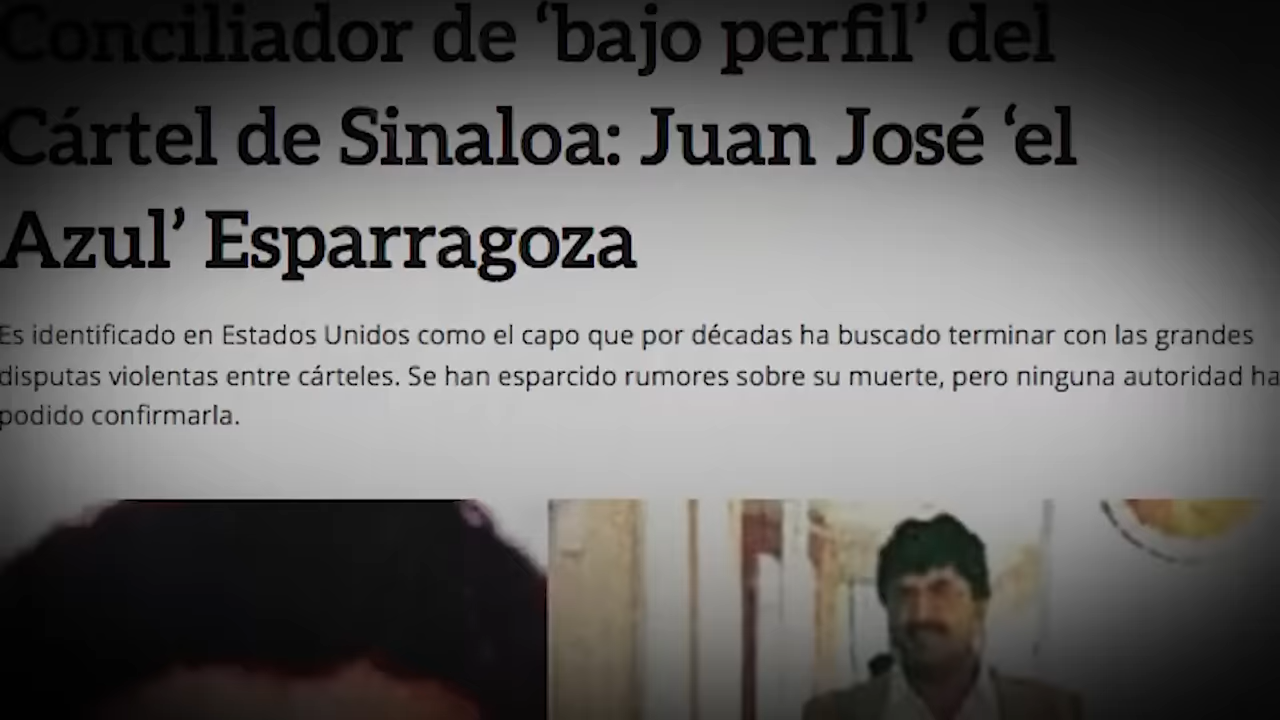 Conciliador de ‘bajo perfil’ del
Cártel de Sinaloa: Juan José ‘el
Azul’ Esparragoza
Es identificado en Estados Unidos como el capo que por décadas ha buscado terminar con las grandes
disputas violentas entre cárteles. Se han esparcido rumores sobre su muerte, pero ninguna autoridad ha
podido confirmarla.